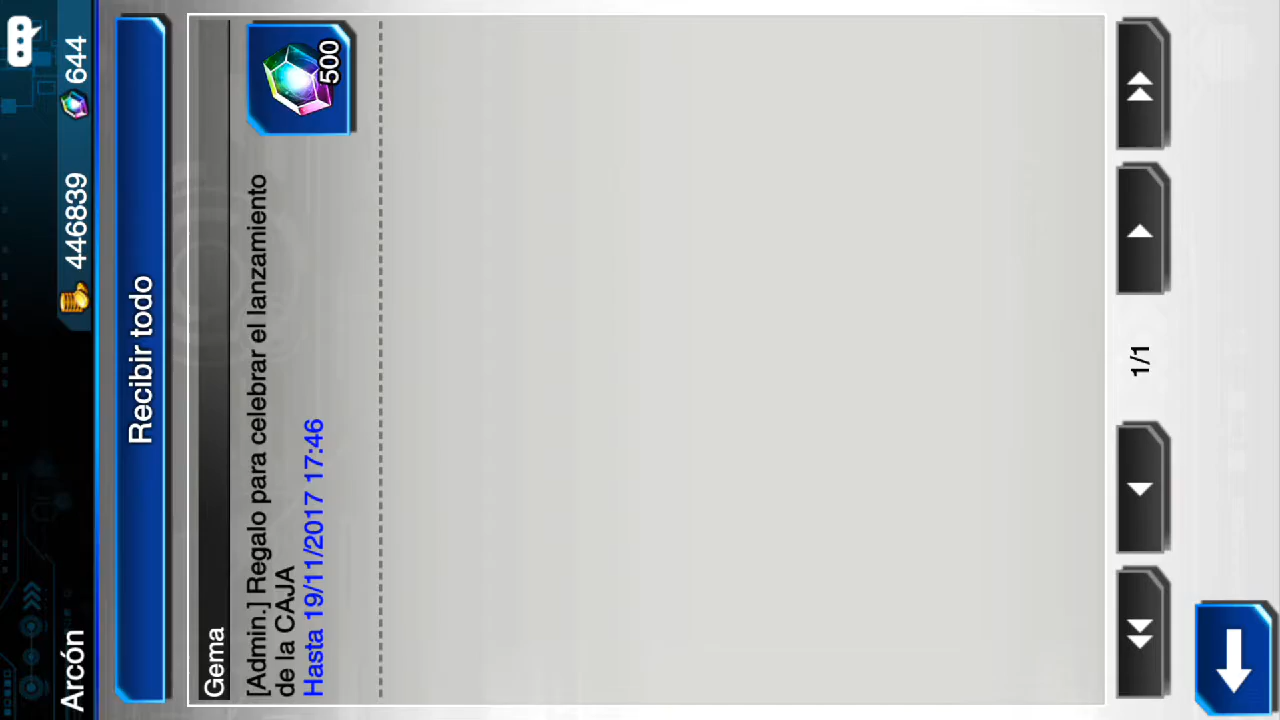 Arcón
446839
644
Recibir todo
Gema
[Admin.] Regalo para celebrar el lanzamiento
de la CAJA
Hasta 19/11/2017 17:46
500
1/1